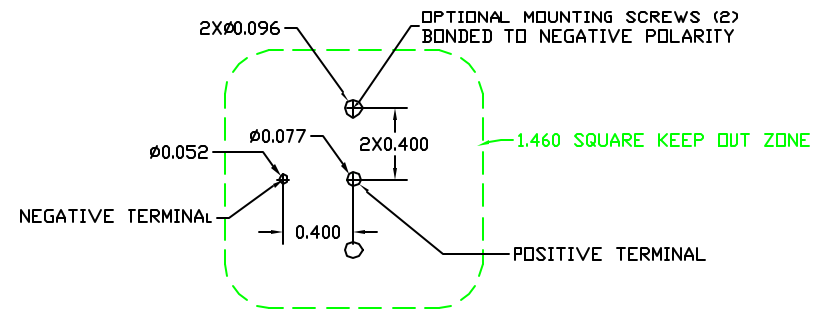 2XØ0.096
OPTIONAL MOUNTING SCREWS (2)
BONDED TO NEGATIVE POLARITY
Ø0.077
2X0.400
1.460 SQUARE KEEP OUT ZONE
Ø0.052
NEGATIVE TERMINAL
0.400
POSITIVE TERMINAL